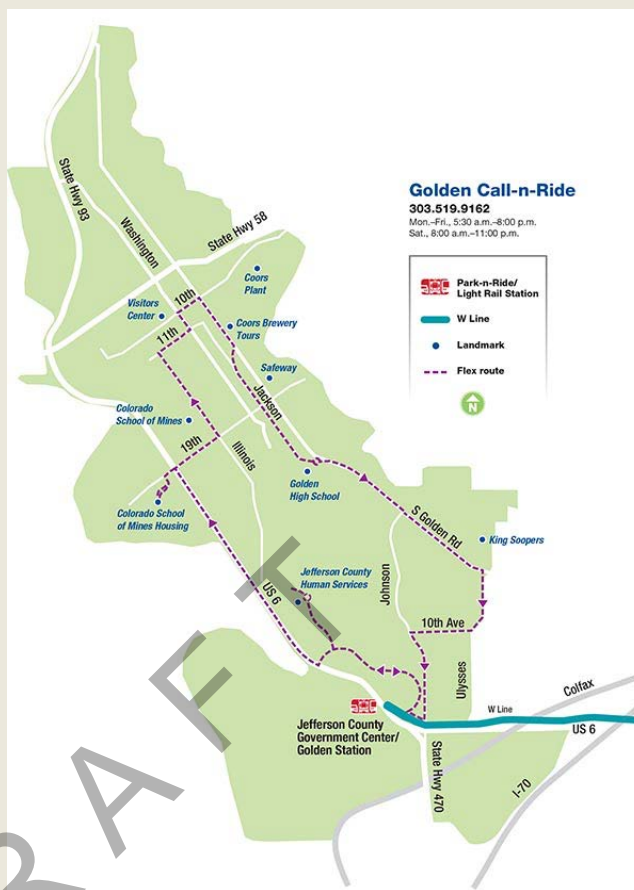 Golden Call-n-Ride
303.519.9162
Mon.–Fri., 5:30 a.m.–8:00 p.m.
Sat., 8:00 a.m.–11:00 p.m.
Park-n-Ride/
Light Rail Station
W Line
Landmark
Flex route
N
State Hwy 93
Washington
State Hwy 58
Coors
Plant
10th
Visitors
Center
Coors Brewery
Tours
11th
Safeway
Jackson
Colorado
School of Mines
19th
Illinois
Golden
High School
Colorado School
of Mines Housing
S Golden Rd
King Soopers
Jefferson County
Human Services
US 6
Johnson
10th Ave
Ulysses
Colfax
W Line
US 6
Jefferson County
Government Center/
Golden Station
State Hwy 470
I-70
RAFT